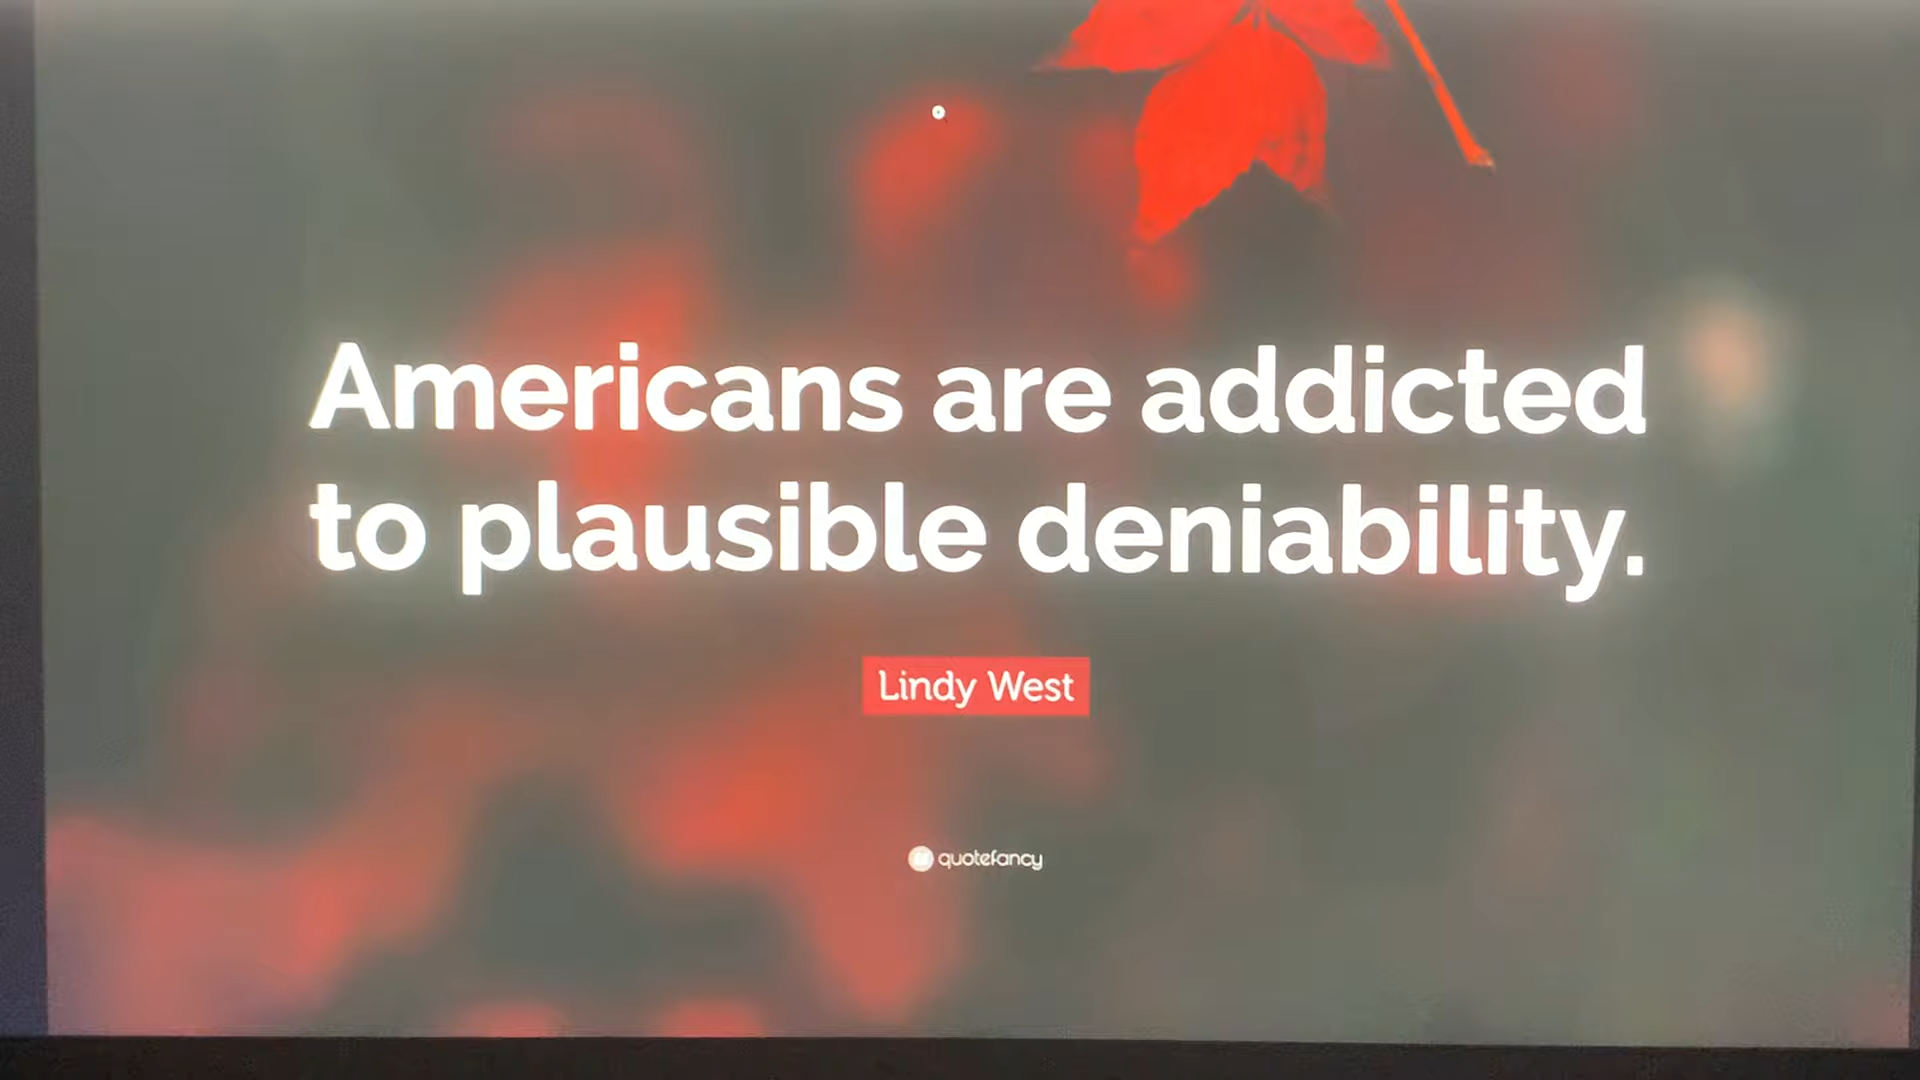 Americans are addicted
to plausible deniability.
Lindy West
quotefancy